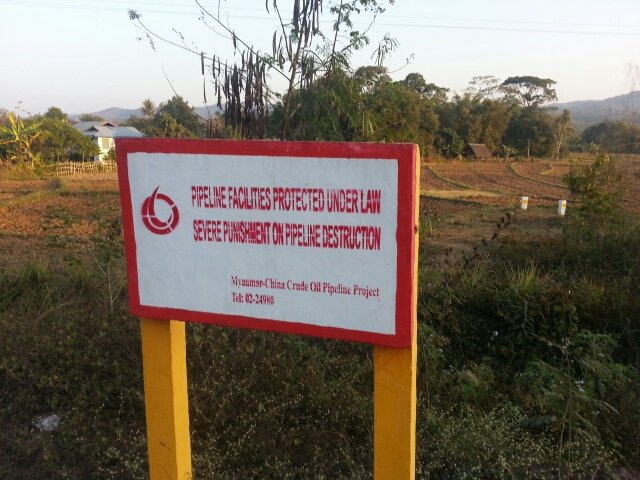 PIPELINE FACILITIES PROTECTED UNDER LAW
SEVERE PUNISHMENT ON PIPELINE DESTRUCTION
Myanmar-China Crude Oil Pipeline Project
Tel: 02-24980